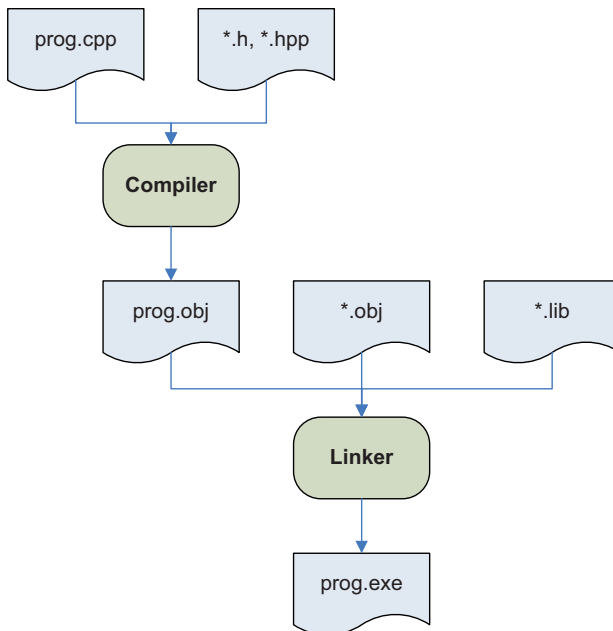 prog.cpp
*.h, *.hpp
Compiler
prog.obj
*.obj
*.lib
Linker
prog.exe